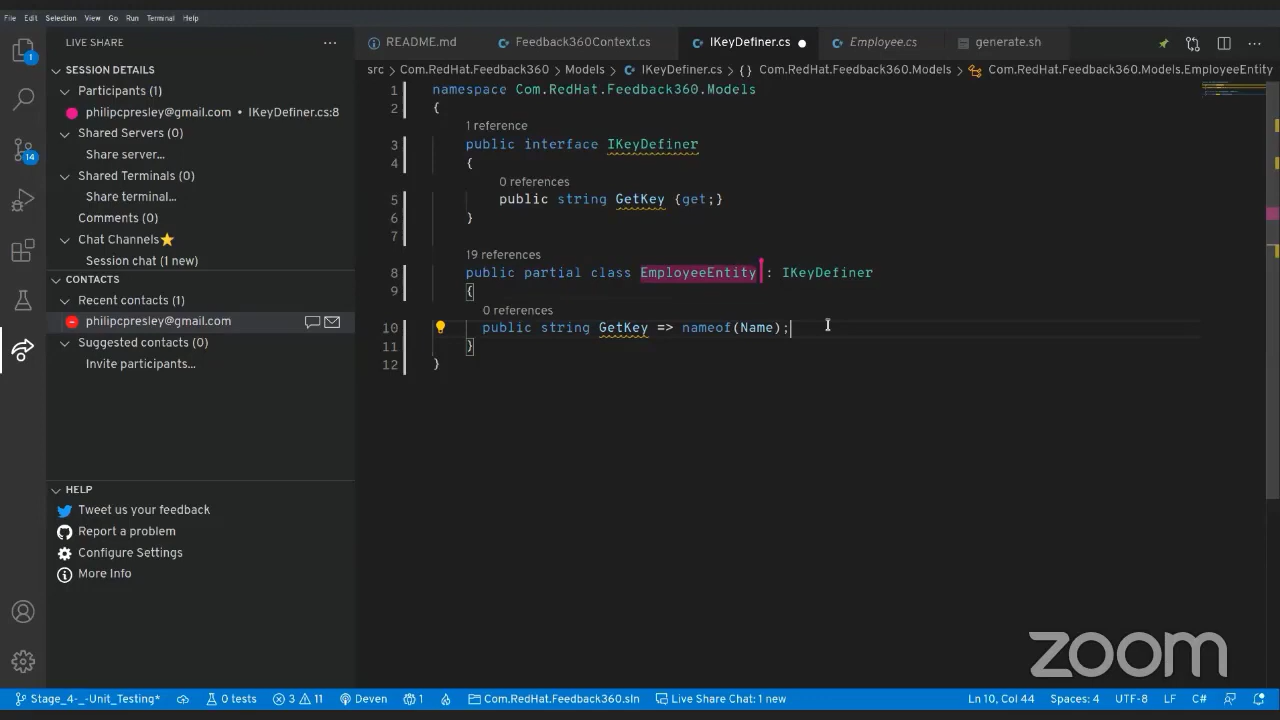 File Edit Selection View Go Run Terminal Help
LIVE SHARE ...
README.md Feedback360Context.cs IKeyDefiner.cs Employee.cs generate.sh
SESSION DETAILS
Participants (1)
philipcpresley@gmail.com • IKeyDefiner.cs:8
Shared Servers (0)
Share server...
Shared Terminals (0)
Share terminal...
Comments (0)
Chat Channels
Session chat (1 new)
CONTACTS
Recent contacts (1)
philipcpresley@gmail.com
Suggested contacts (0)
Invite participants...
HELP
Tweet us your feedback
Report a problem
Configure Settings
More Info
1
14
src > Com.RedHat.Feedback360 > Models > IKeyDefiner.cs > {} Com.RedHat.Feedback360.Models > Com.RedHat.Feedback360.Models.EmployeeEntity
1 namespace Com.RedHat.Feedback360.Models
2 {
1 reference
3 public interface IKeyDefiner
4 {
0 references
5 public string GetKey {get;}
6 }
7
19 references
8 public partial class EmployeeEntity : IKeyDefiner
9 {
0 references
10 public string GetKey => nameof(Name);
11 }
12 }
zoom
Stage_4-_-Unit_Testing* 0 tests 3 11 Deven 1 Com.RedHat.Feedback360.sln Live Share Chat: 1 new Ln 10, Col 44 Spaces: 4 UTF-8 LF C#